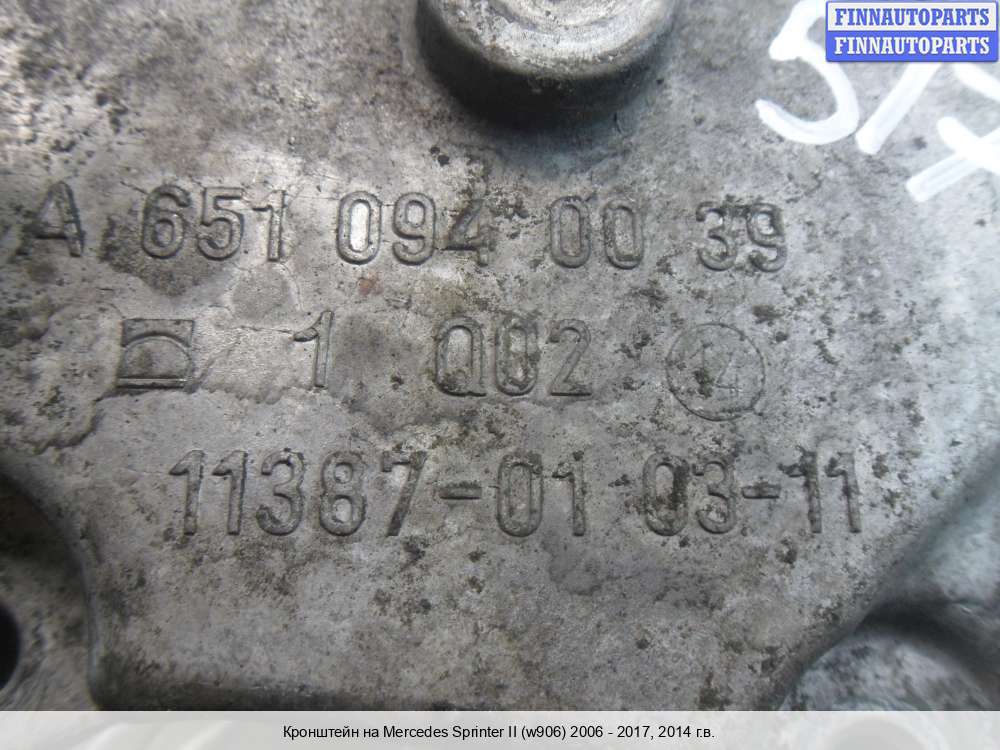 FINNAUTOPARTS
FINNAUTOPARTS
A 651 094 00 39
1 Q02 14
11387-01 03-11
Кронштейн на Mercedes Sprinter II (w906) 2006 - 2017, 2014 г.в.